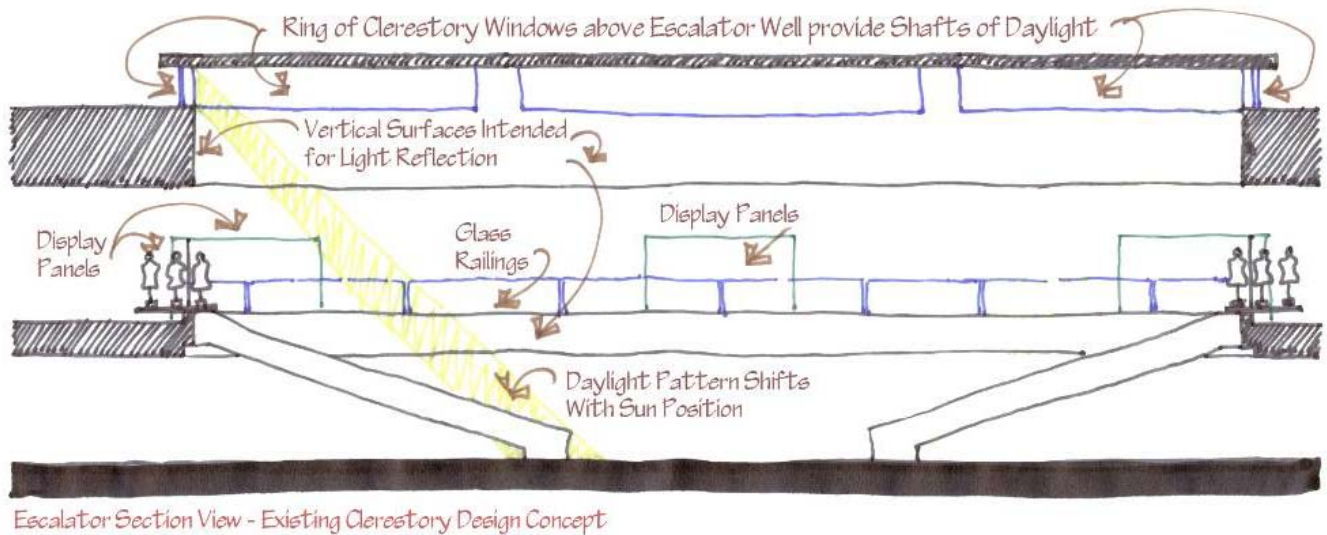 Ring of Clerestory Windows above Escalator Well provide Shafts of Daylight
Vertical Surfaces Intended
for Light Reflection
Display
Panels
Glass
Railings
Display Panels
Daylight Pattern Shifts
With Sun Position
Escalator Section View - Existing Clerestory Design Concept